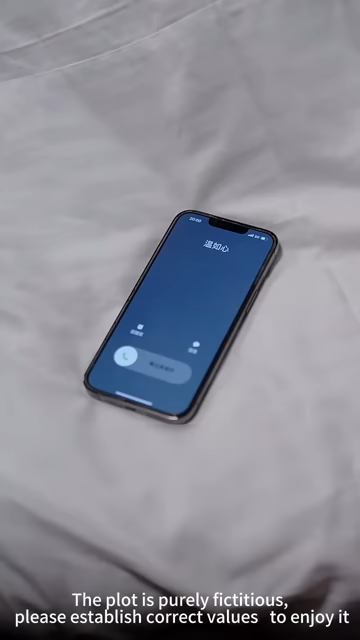 20:00
温如心
The plot is purely fictitious,
please establish correct values to enjoy it